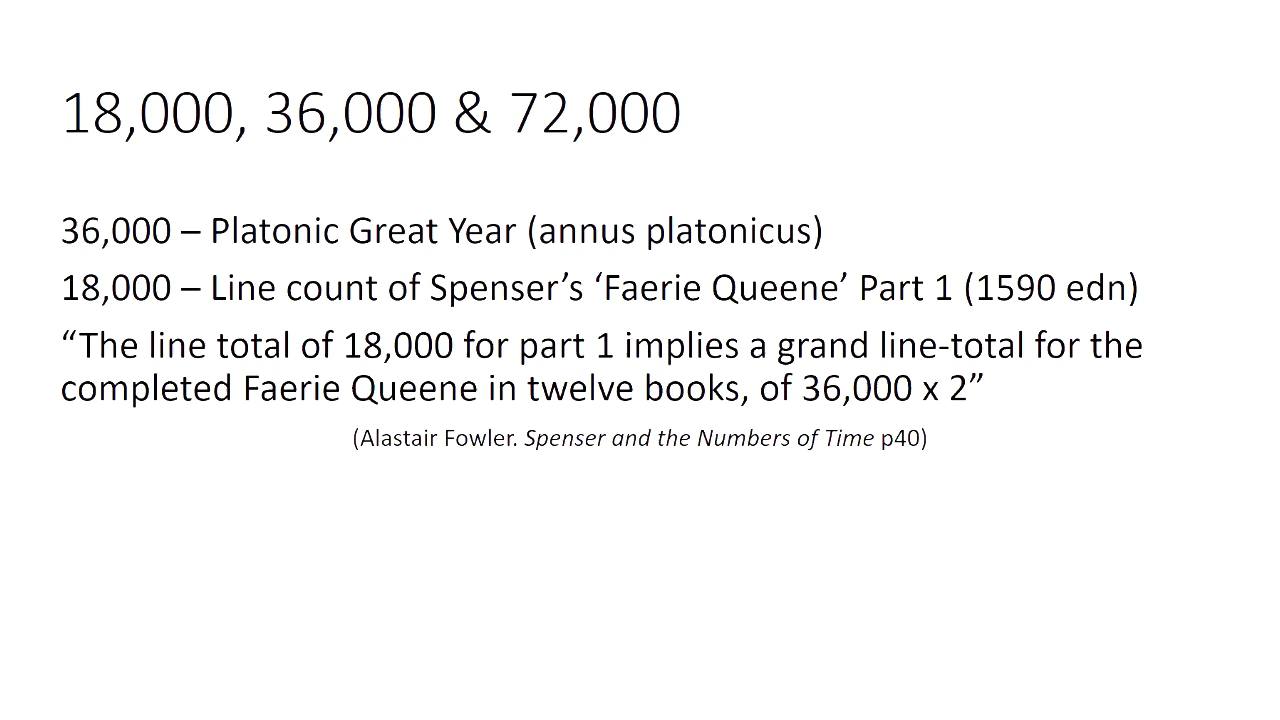 18,000, 36,000 & 72,000
36,000 – Platonic Great Year (annus platonicus)
18,000 – Line count of Spenser’s ‘Faerie Queene’ Part 1 (1590 edn)
“The line total of 18,000 for part 1 implies a grand line-total for the
completed Faerie Queene in twelve books, of 36,000 x 2”
(Alastair Fowler. Spenser and the Numbers of Time p40)